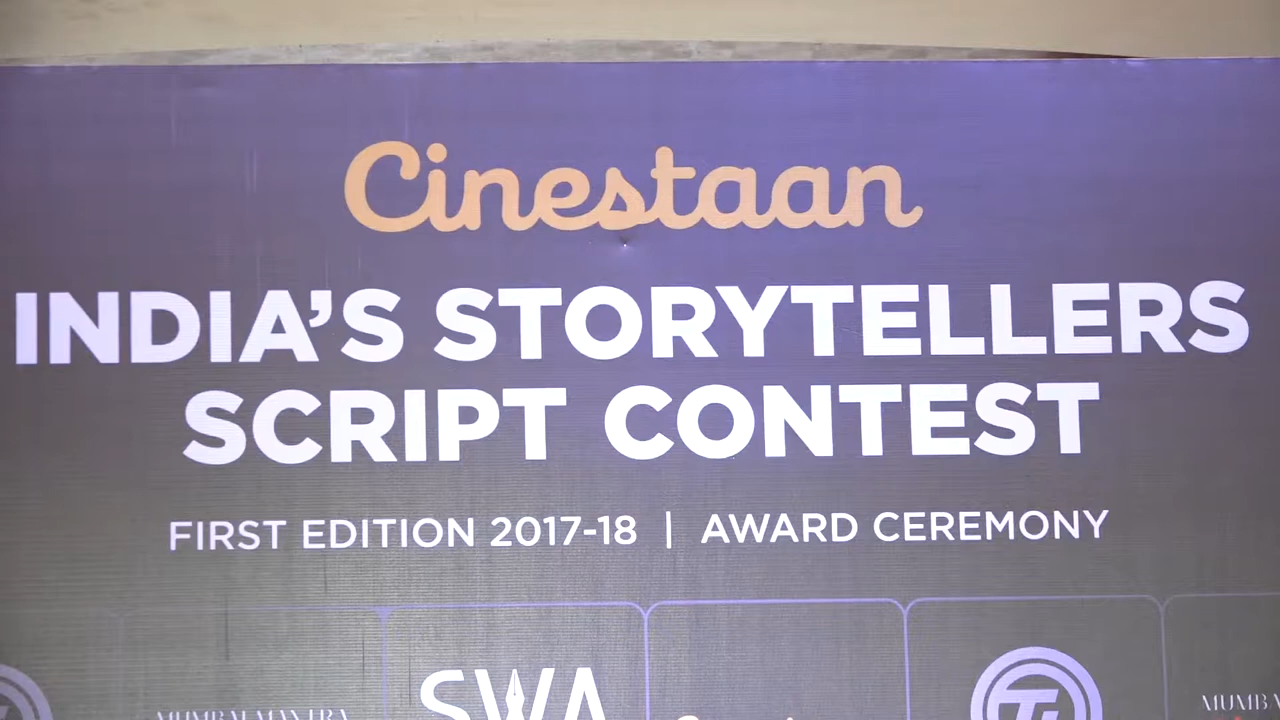 Cinestaan
INDIA'S STORYTELLERS
SCRIPT CONTEST
FIRST EDITION 2017-18 | AWARD CEREMONY
SWA